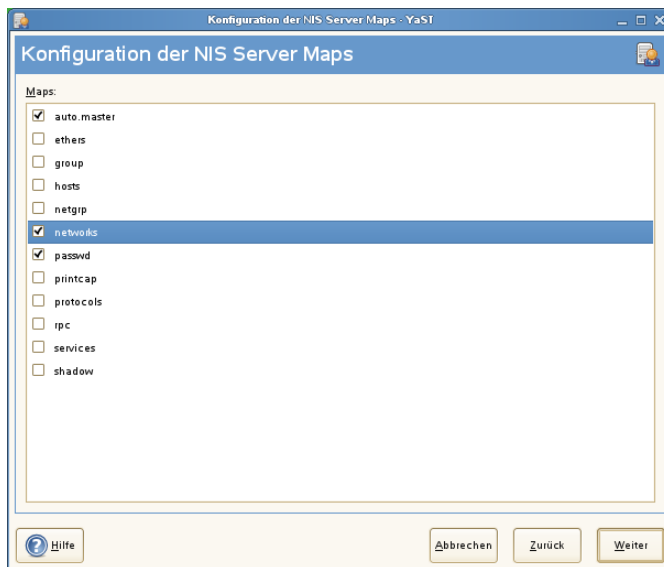 Konfiguration der NIS Server Maps - YaST
Konfiguration der NIS Server Maps
Maps:
auto.master
ethers
group
hosts
netgrp
networks
passwd
printcap
protocols
rpc
services
shadow
Hilfe Abbrechen Zurück Weiter